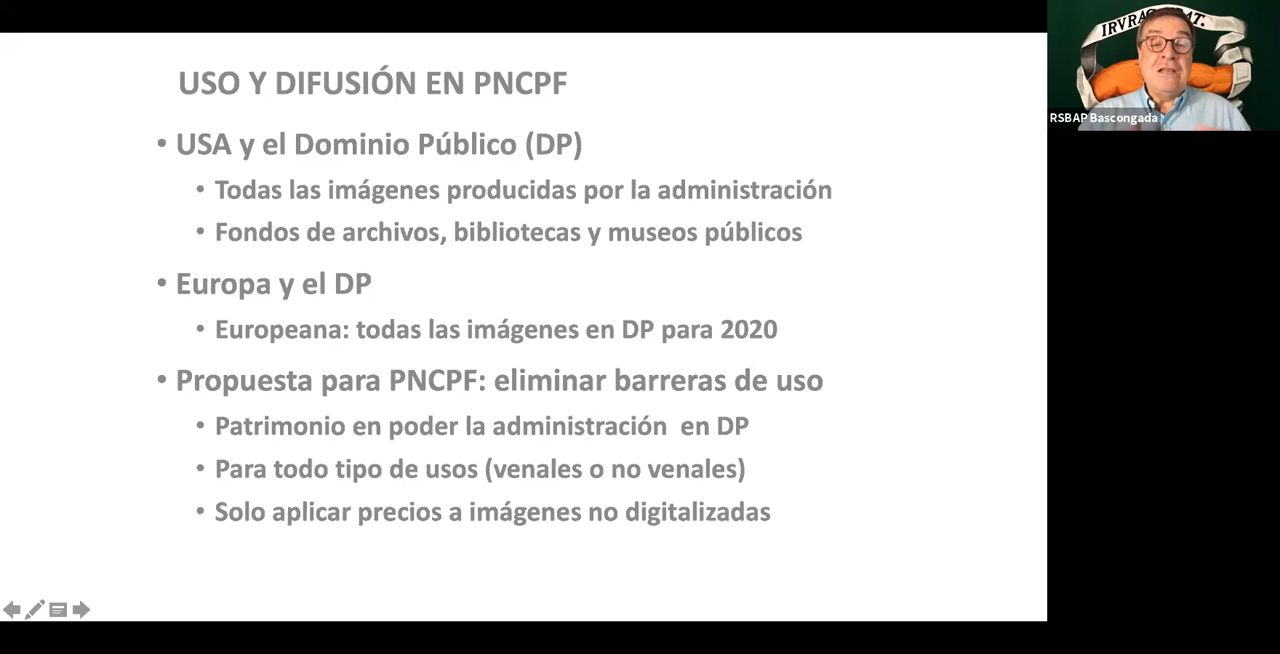 USO Y DIFUSIÓN EN PNCPF
• USA y el Dominio Público (DP)
• Todas las imágenes producidas por la administración
• Fondos de archivos, bibliotecas y museos públicos
• Europa y el DP
• Europeana: todas las imágenes en DP para 2020
• Propuesta para PNCPF: eliminar barreras de uso
• Patrimonio en poder la administración en DP
• Para todo tipo de usos (venales o no venales)
• Solo aplicar precios a imágenes no digitalizadas
RSBAP Bascongada